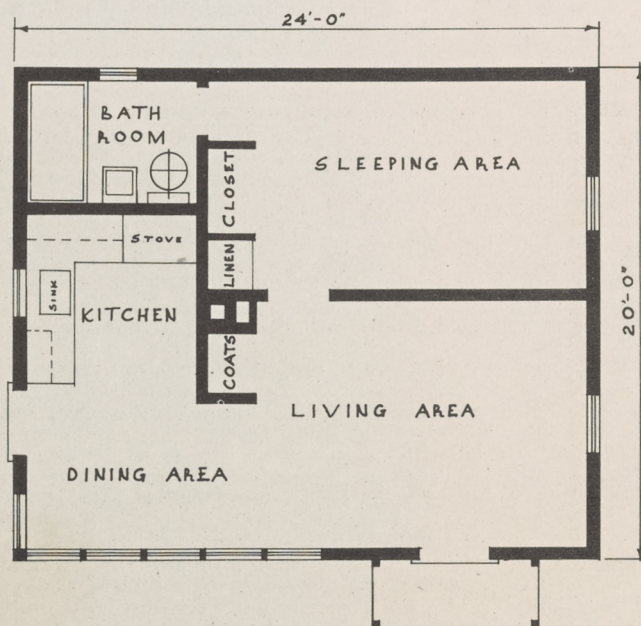 24'-0"
BATH
ROOM
SLEEPING AREA
CLOSET
STOVE
LINEN
SINK
KITCHEN
20'-0"
COATS
LIVING AREA
DINING AREA